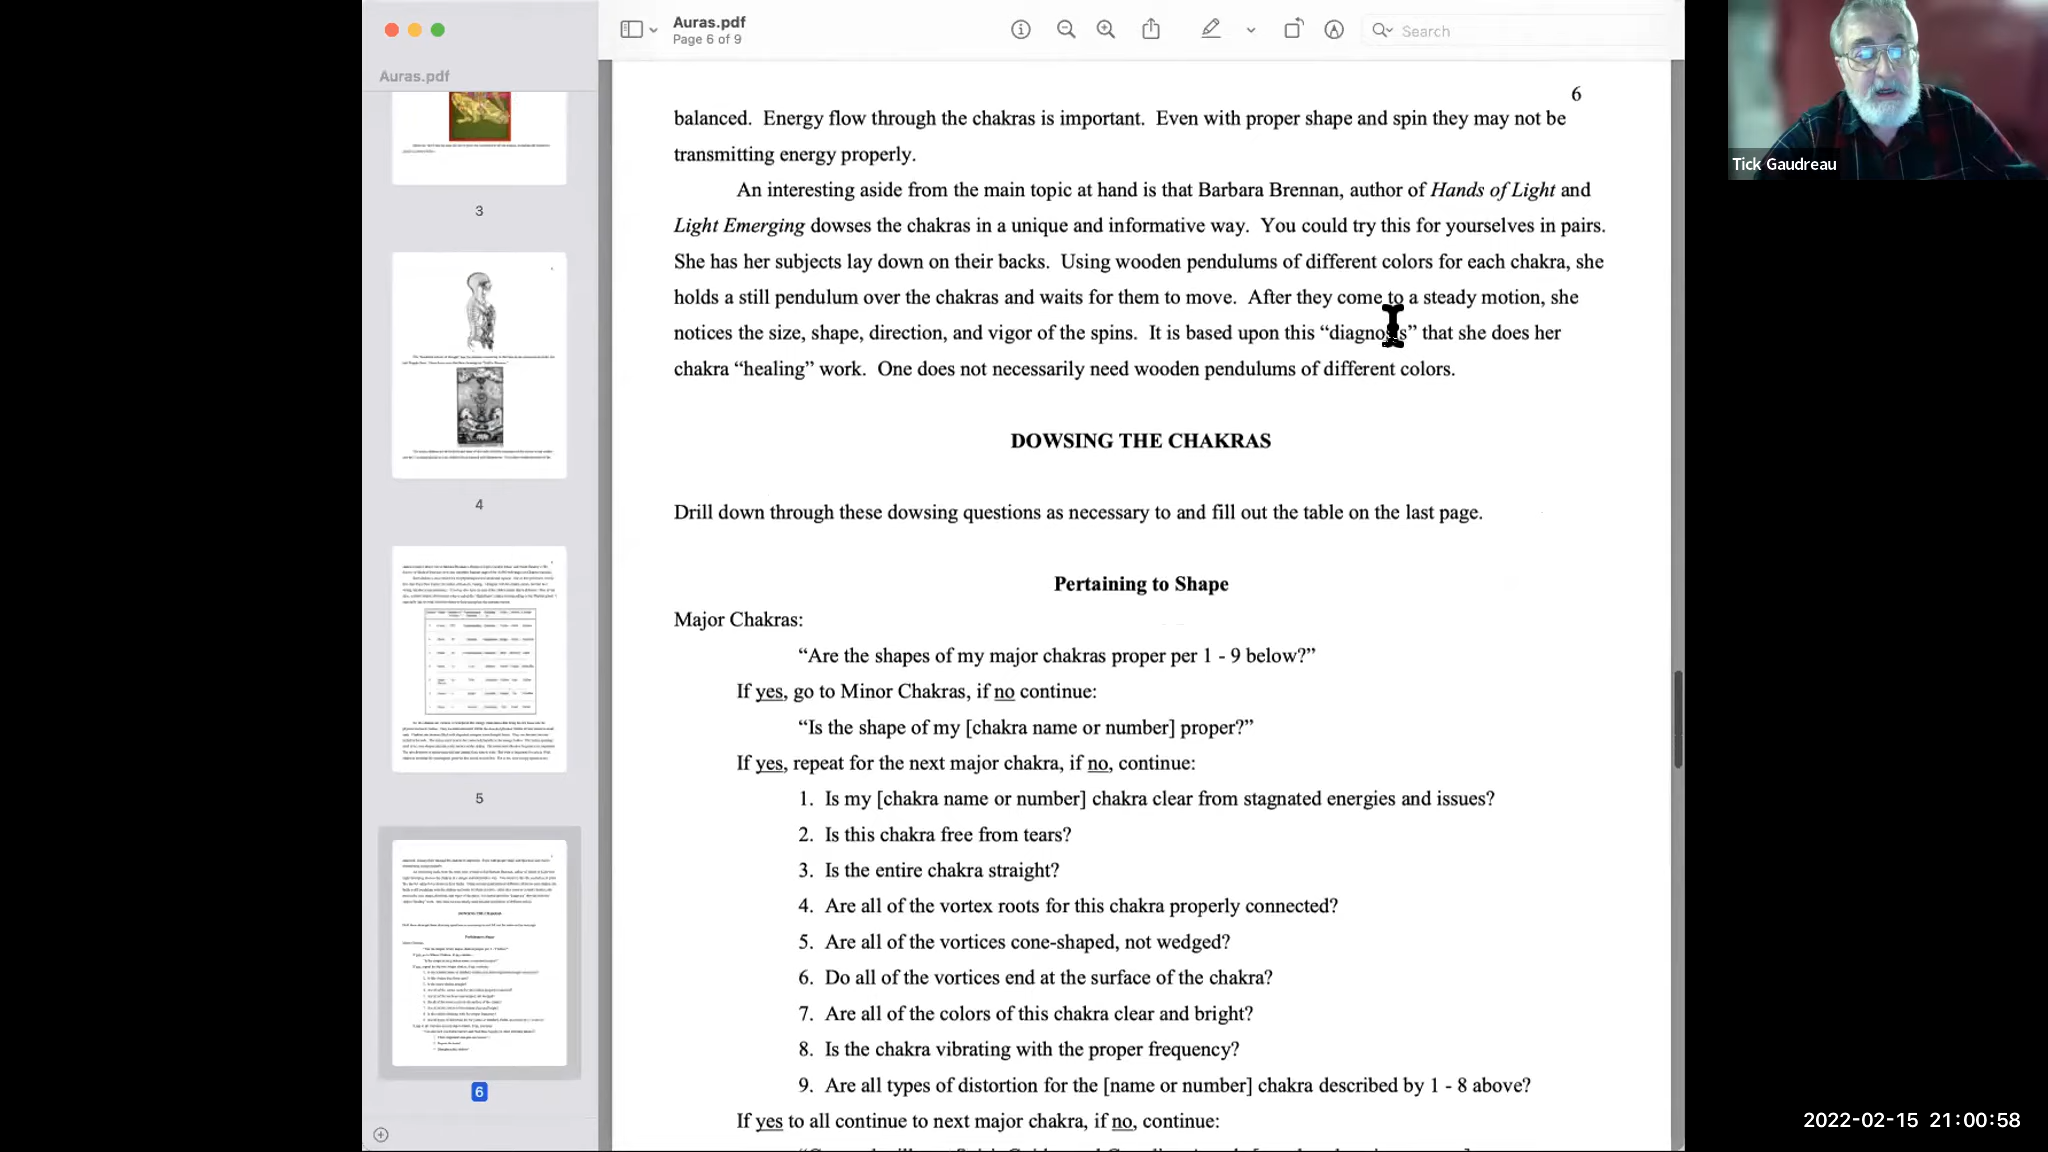 Auras.pdf
Page 6 of 9
Search
Auras.pdf
3
4
5
6
6
balanced.  Energy flow through the chakras is important.  Even with proper shape and spin they may not be
transmitting energy properly.
An interesting aside from the main topic at hand is that Barbara Brennan, author of Hands of Light and
Light Emerging dowses the chakras in a unique and informative way.  You could try this for yourselves in pairs.
She has her subjects lay down on their backs.  Using wooden pendulums of different colors for each chakra, she
holds a still pendulum over the chakras and waits for them to move.  After they come to a steady motion, she
notices the size, shape, direction, and vigor of the spins.  It is based upon this “diagnosis” that she does her
chakra “healing” work.  One does not necessarily need wooden pendulums of different colors.
DOWSING THE CHAKRAS
Drill down through these dowsing questions as necessary to and fill out the table on the last page.
Pertaining to Shape
Major Chakras:
“Are the shapes of my major chakras proper per 1 - 9 below?”
If yes, go to Minor Chakras, if no continue:
“Is the shape of my [chakra name or number] proper?”
If yes, repeat for the next major chakra, if no, continue:
1.  Is my [chakra name or number] chakra clear from stagnated energies and issues?
2.  Is this chakra free from tears?
3.  Is the entire chakra straight?
4.  Are all of the vortex roots for this chakra properly connected?
5.  Are all of the vortices cone-shaped, not wedged?
6.  Do all of the vortices end at the surface of the chakra?
7.  Are all of the colors of this chakra clear and bright?
8.  Is the chakra vibrating with the proper frequency?
9.  Are all types of distortion for the [name or number] chakra described by 1 - 8 above?
If yes to all continue to next major chakra, if no, continue:
Tick Gaudreau
2022-02-15 21:00:58